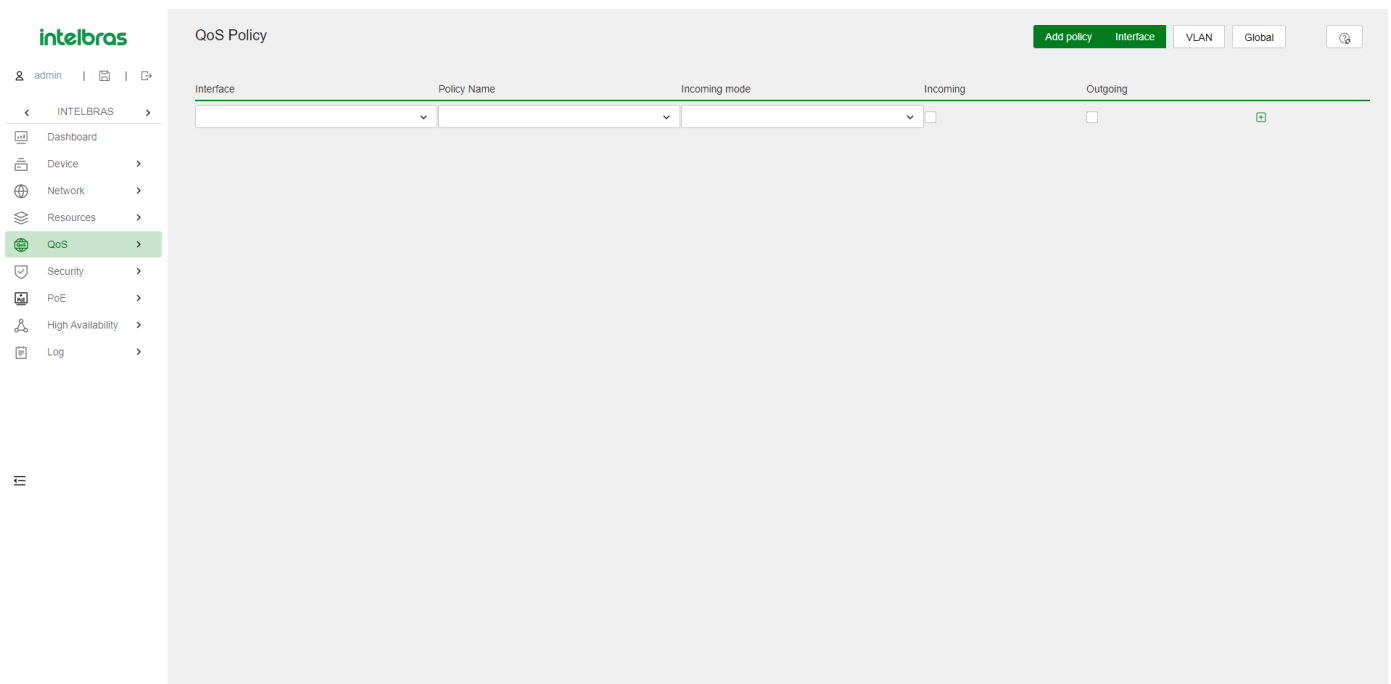 intelbras
admin
INTELBRAS
Dashboard
Device
Network
Resources
QoS
Security
PoE
High Availability
Log
QoS Policy
Add policy Interface VLAN Global
Interface Policy Name Incoming mode Incoming Outgoing